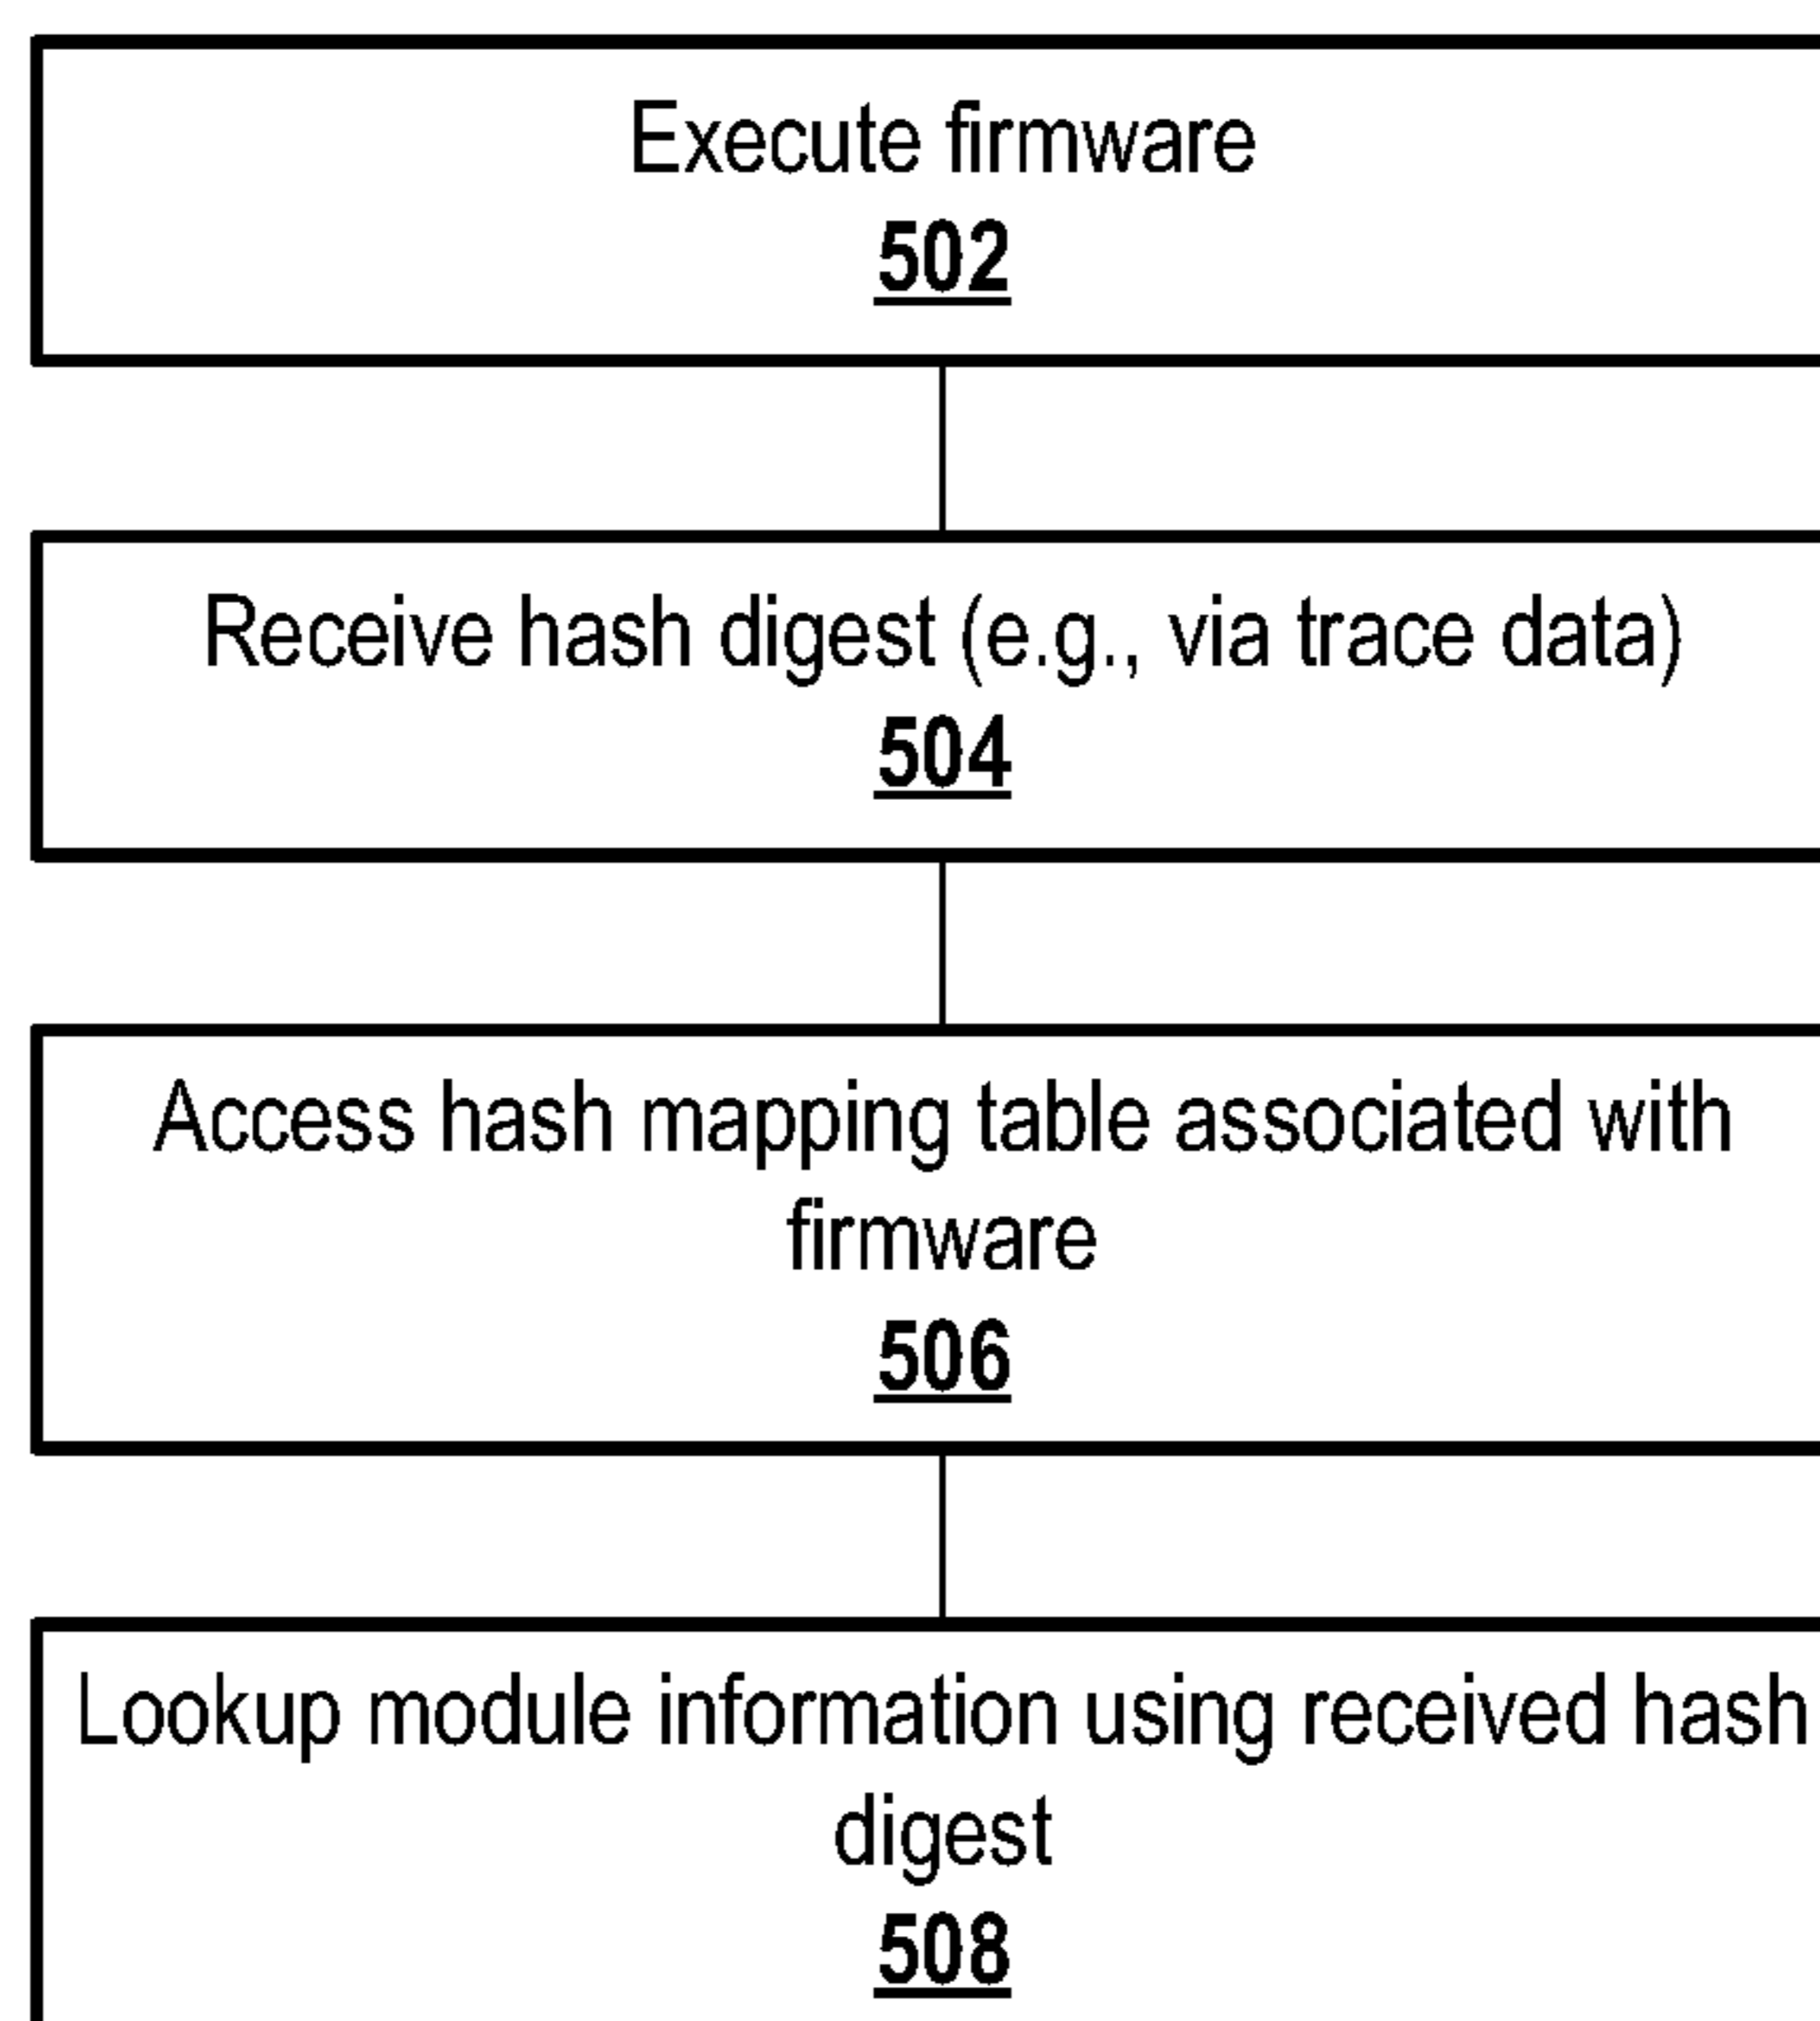 Execute firmware
502
Receive hash digest (e.g., via trace data)
504
Access hash mapping table associated with
firmware
506
Lookup module information using received hash
digest
508